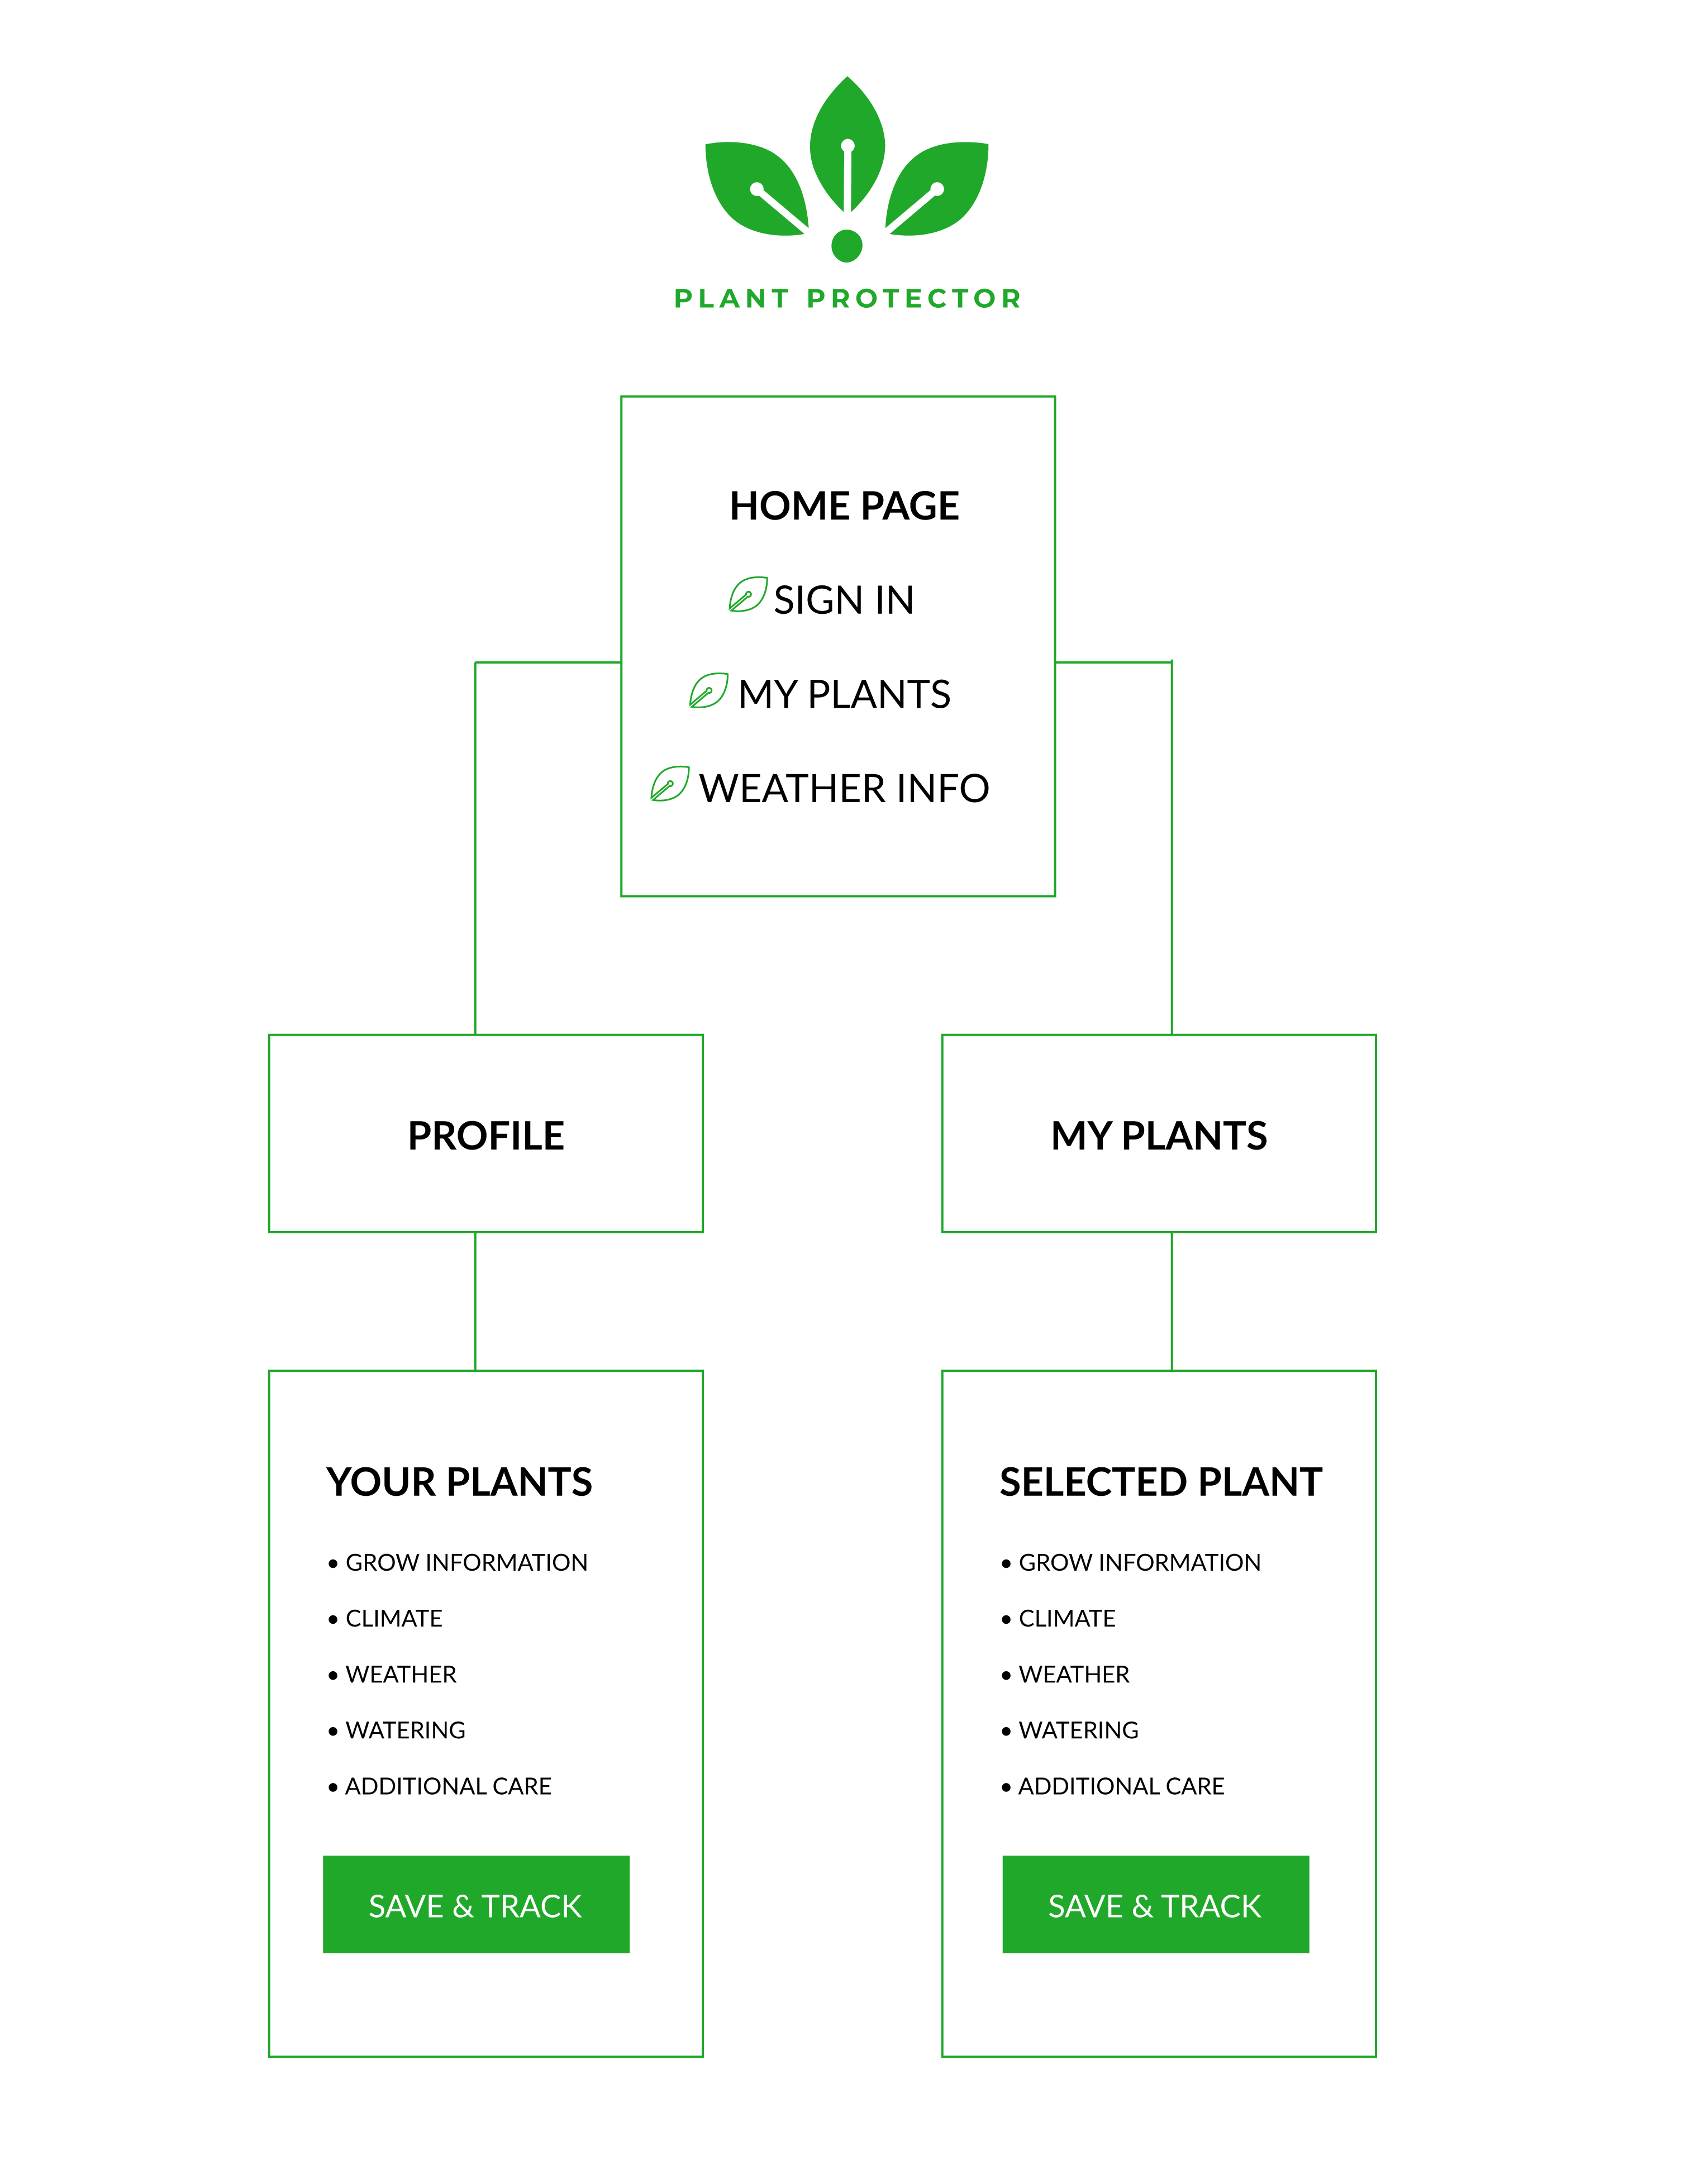 PLANT PROTECTOR
HOME PAGE
SIGN IN
MY PLANTS
WEATHER INFO
PROFILE
MY PLANTS
YOUR PLANTS
• GROW INFORMATION
• CLIMATE
• WEATHER
• WATERING
• ADDITIONAL CARE
SAVE & TRACK
SELECTED PLANT
• GROW INFORMATION
• CLIMATE
• WEATHER
• WATERING
• ADDITIONAL CARE
SAVE & TRACK